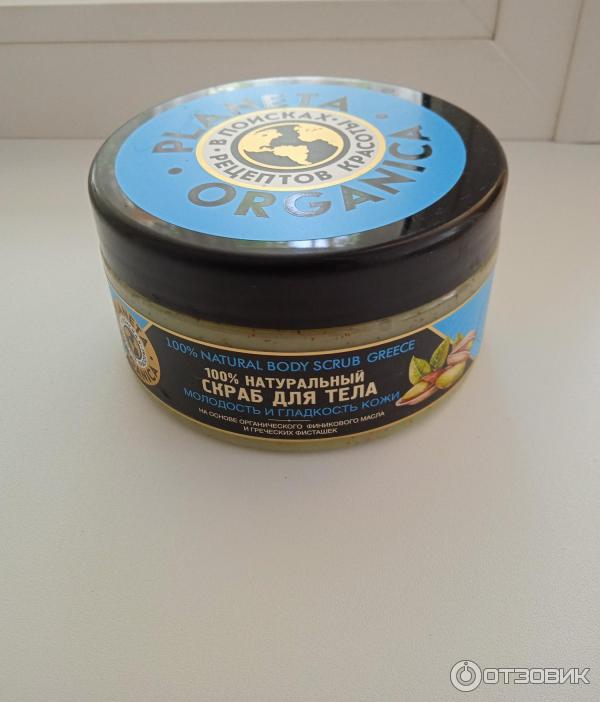 PLANETA
ORGANICA
В ПОИСКАХ
РЕЦЕПТОВ КРАСОТЫ
100% NATURAL BODY SCRUB GREECE
100% НАТУРАЛЬНЫЙ
СКРАБ ДЛЯ ТЕЛА
МОЛОДОСТЬ И ГЛАДКОСТЬ КОЖИ
НА ОСНОВЕ ОРГАНИЧЕСКОГО ФИНИКОВОГО МАСЛА
И ГРЕЧЕСКИХ ФИСТАШЕК
ОТЗОВИК